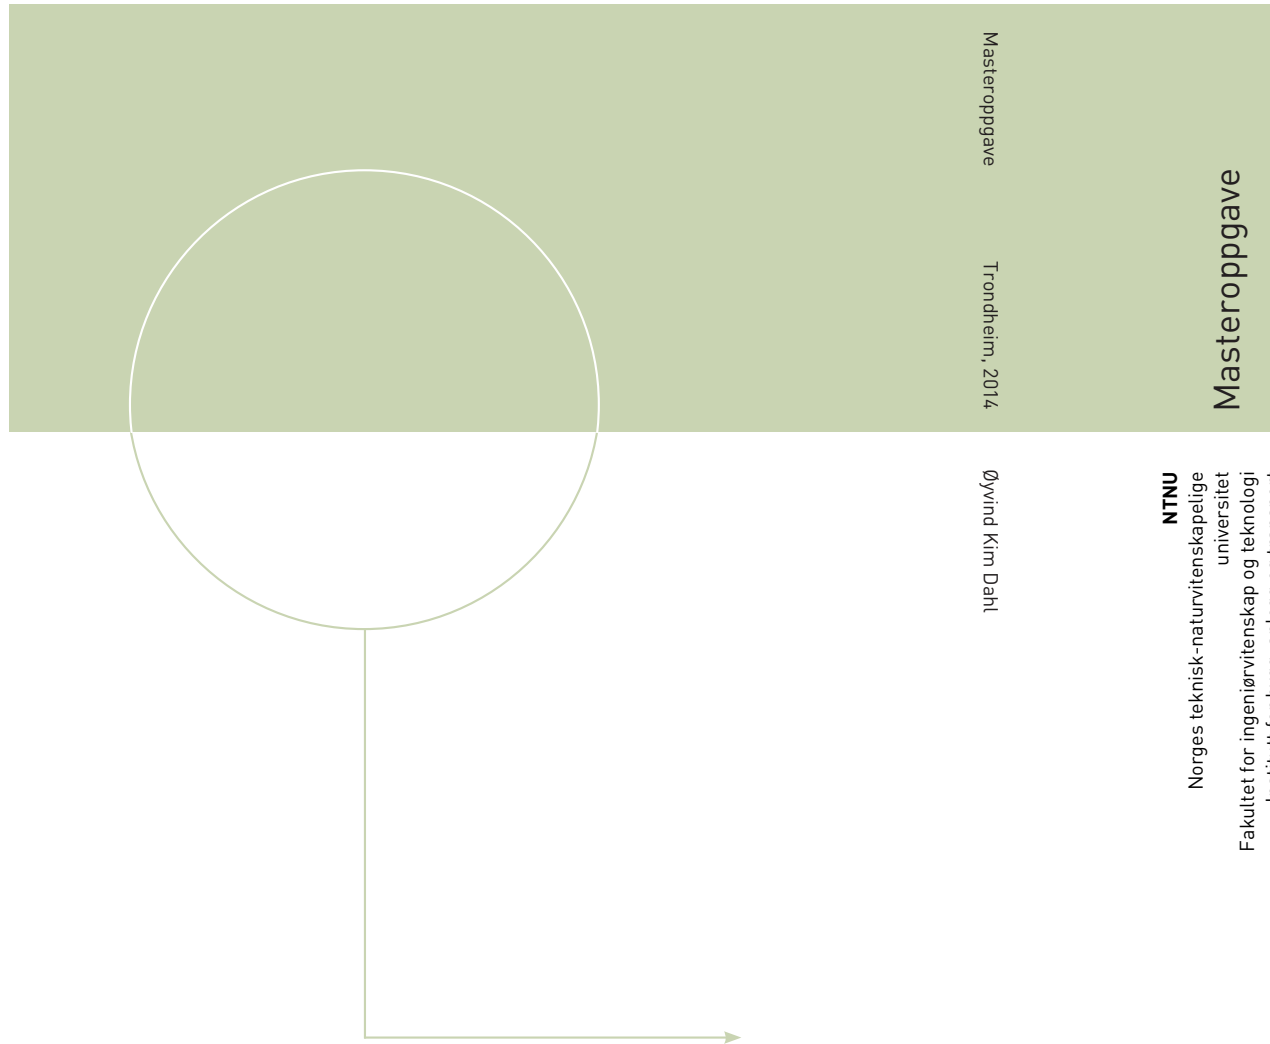 Masteroppgave
Trondheim, 2014
Øyvind Kim Dahl
Masteroppgave
NTNU
Norges teknisk-naturvitenskapelige
universitet
Fakultet for ingeniørvitenskap og teknologi